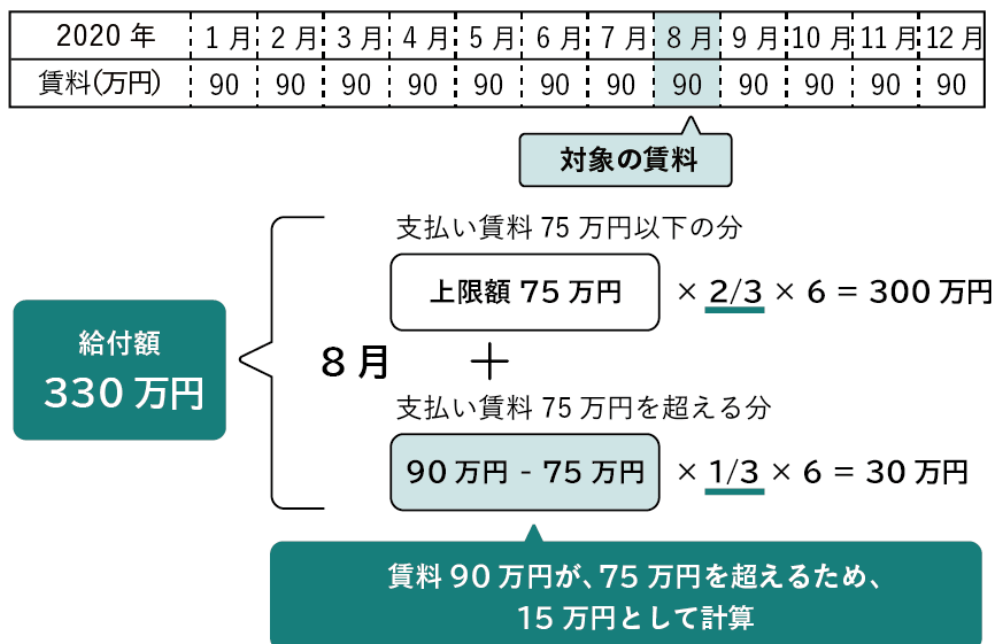 2020 年 1 月 2 月 3 月 4 月 5 月 6 月 7 月 8 月 9 月 10 月 11 月 12 月
賃料(万円) 90 90 90 90 90 90 90 90 90 90 90 90
対象の賃料
支払い賃料 75 万円以下の分
上限額 75 万円 × 2/3 × 6 = 300 万円
給付額
330 万円
8 月 +
支払い賃料 75 万円を超える分
90 万円 - 75 万円 × 1/3 × 6 = 30 万円
賃料 90 万円が、75 万円を超えるため、
15 万円として計算